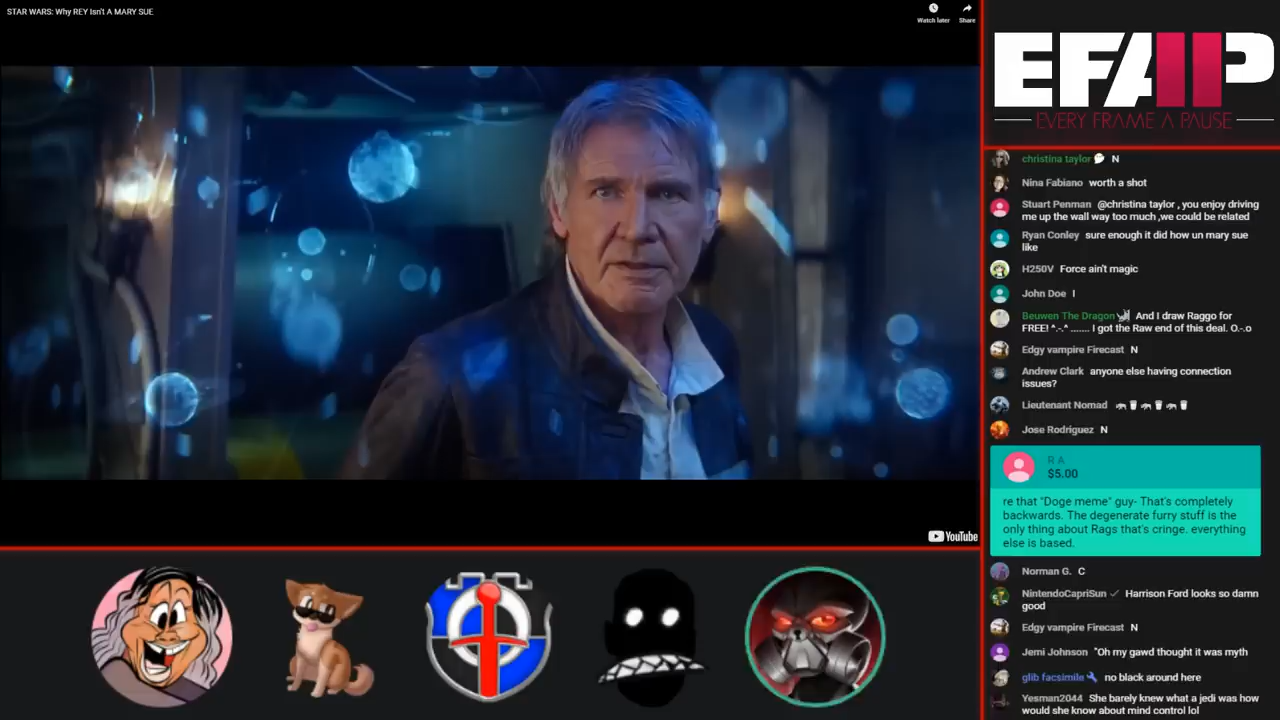 STAR WARS: Why REY Isn't A MARY SUE
Watch later
Share
YouTube
EFAP
EVERY FRAME A PAUSE
christina taylor N
Nina Fabiano worth a shot
Stuart Penman @christina taylor , you enjoy driving
me up the wall way too much ,we could be related
Ryan Conley sure enough it did how un mary sue
like
H250V Force ain't magic
John Doe I
Beuwen The Dragon And I draw Raggo for
FREE! ^.-.^ ....... I got the Raw end of this deal. O.-.o
Edgy vampire Firecast N
Andrew Clark anyone else having connection
issues?
Lieutenant Nomad
Jose Rodriguez N
R A
$5.00
re that "Doge meme" guy- That's completely
backwards. The degenerate furry stuff is the
only thing about Rags that's cringe. everything
else is based.
Norman G. C
NintendoCapriSun Harrison Ford looks so damn
good
Edgy vampire Firecast N
Jemi Johnson "Oh my gawd thought it was myth
glib facsimile no black around here
Yesman2044 She barely knew what a jedi was how
would she know about mind control lol